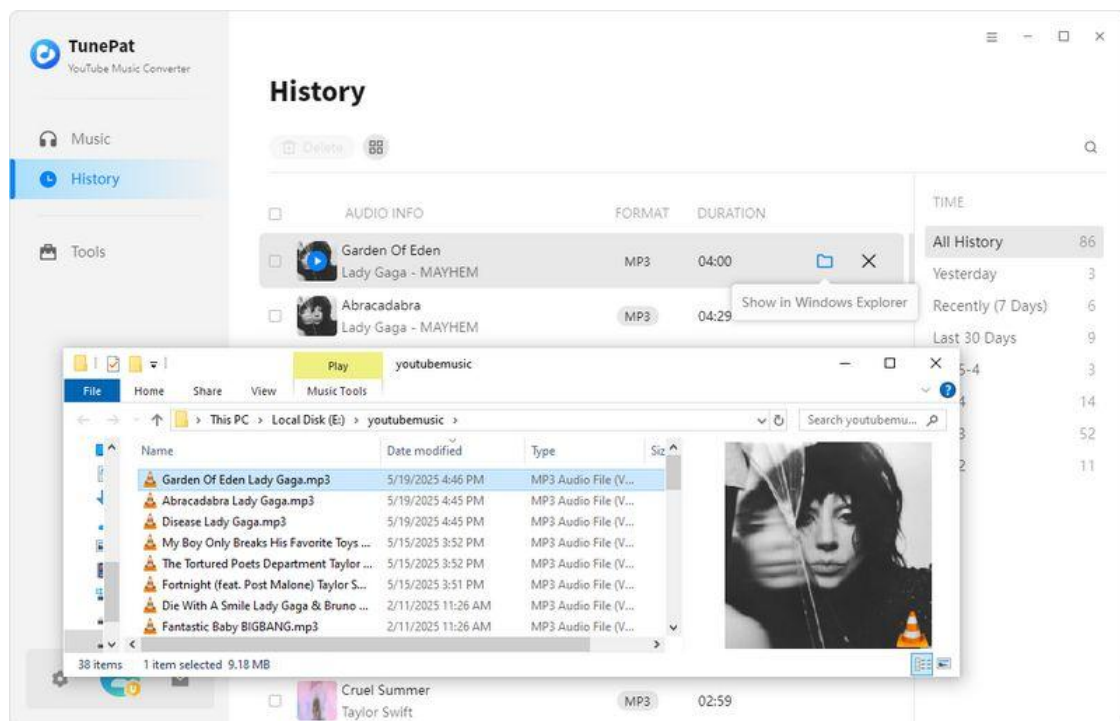 TunePat
YouTube Music Converter
Music
History
Tools
History
Delete
AUDIO INFO FORMAT DURATION
Garden Of Eden
Lady Gaga - MAYHEM
MP3 04:00
Show in Windows Explorer
Abracadabra
Lady Gaga - MAYHEM
MP3 04:29
TIME
All History 86
Yesterday 3
Recently (7 Days) 6
Last 30 Days 9
5-4 3
4 14
3 52
2 11
Play youtubemusic
File Home Share View Music Tools
This PC > Local Disk (E:) > youtubemusic >
Search youtubemu...
Name Date modified Type Siz
Garden Of Eden Lady Gaga.mp3 5/19/2025 4:46 PM MP3 Audio File (V...
Abracadabra Lady Gaga.mp3 5/19/2025 4:45 PM MP3 Audio File (V...
Disease Lady Gaga.mp3 5/19/2025 4:45 PM MP3 Audio File (V...
My Boy Only Breaks His Favorite Toys ... 5/15/2025 3:52 PM MP3 Audio File (V...
The Tortured Poets Department Taylor ... 5/15/2025 3:52 PM MP3 Audio File (V...
Fortnight (feat. Post Malone) Taylor S... 5/15/2025 3:51 PM MP3 Audio File (V...
Die With A Smile Lady Gaga & Bruno ... 2/11/2025 11:26 AM MP3 Audio File (V...
Fantastic Baby BIGBANG.mp3 2/11/2025 11:26 AM MP3 Audio File (V...
38 items 1 item selected 9.18 MB
Cruel Summer
Taylor Swift
MP3 02:59